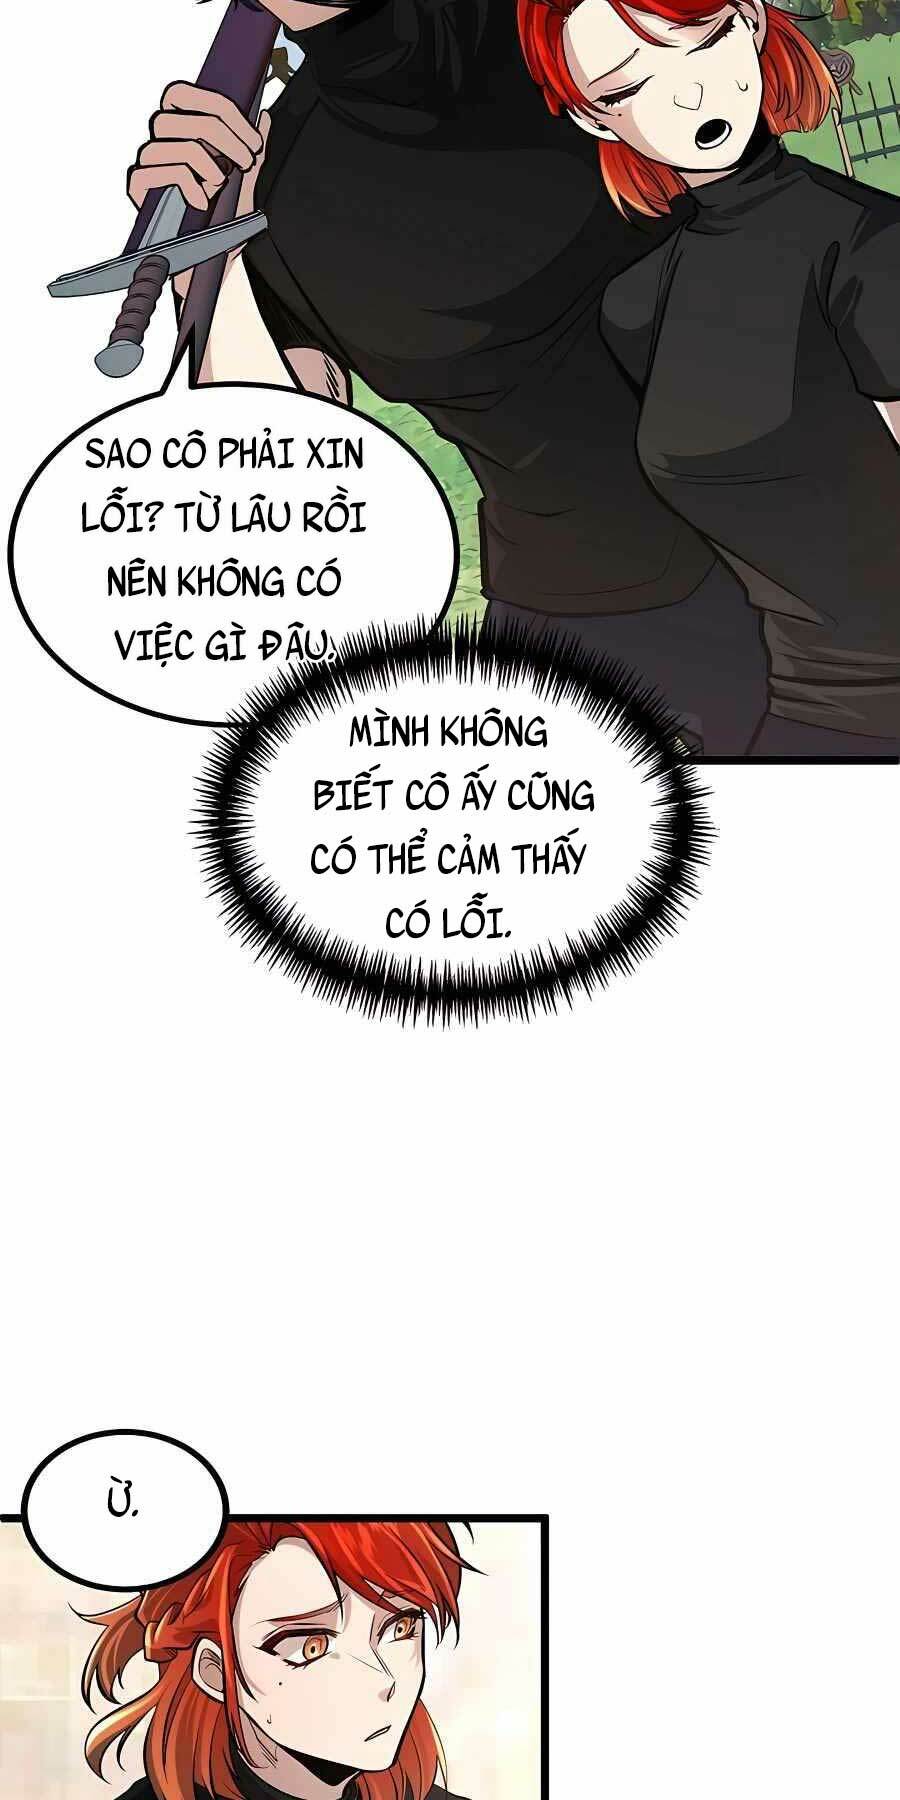 SAO CÔ PHẢI XIN
LỖI? TỪ LÂU RỒI
NÊN KHÔNG CÓ
VIỆC GÌ ĐÂU.
MÌNH KHÔNG
BIẾT CÔ ẤY CŨNG
CÓ THỂ CẢM THẤY
CÓ LỖI.
Ừ.